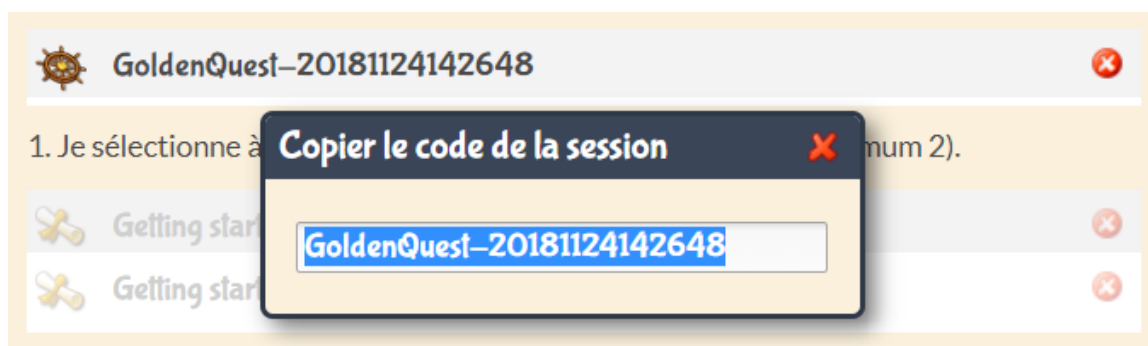 GoldenQuest-20181124142648
Copier le code de la session
1. Je sélectionne à mum 2).
GoldenQuest-20181124142648
Getting start
Getting start